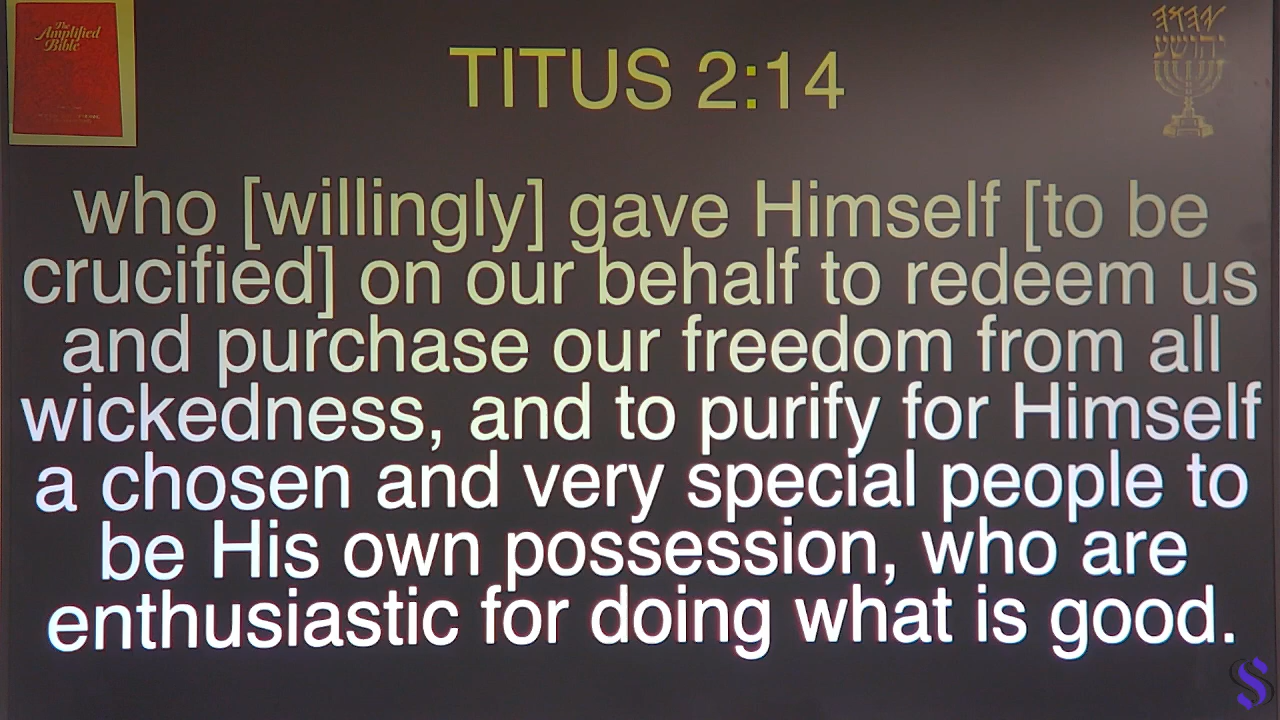 The
Amplified
Bible
TITUS 2:14
𐤉𐤄𐤅𐤄
יהושע
who [willingly] gave Himself [to be
crucified] on our behalf to redeem us
and purchase our freedom from all
wickedness, and to purify for Himself
a chosen and very special people to
be His own possession, who are
enthusiastic for doing what is good.
S